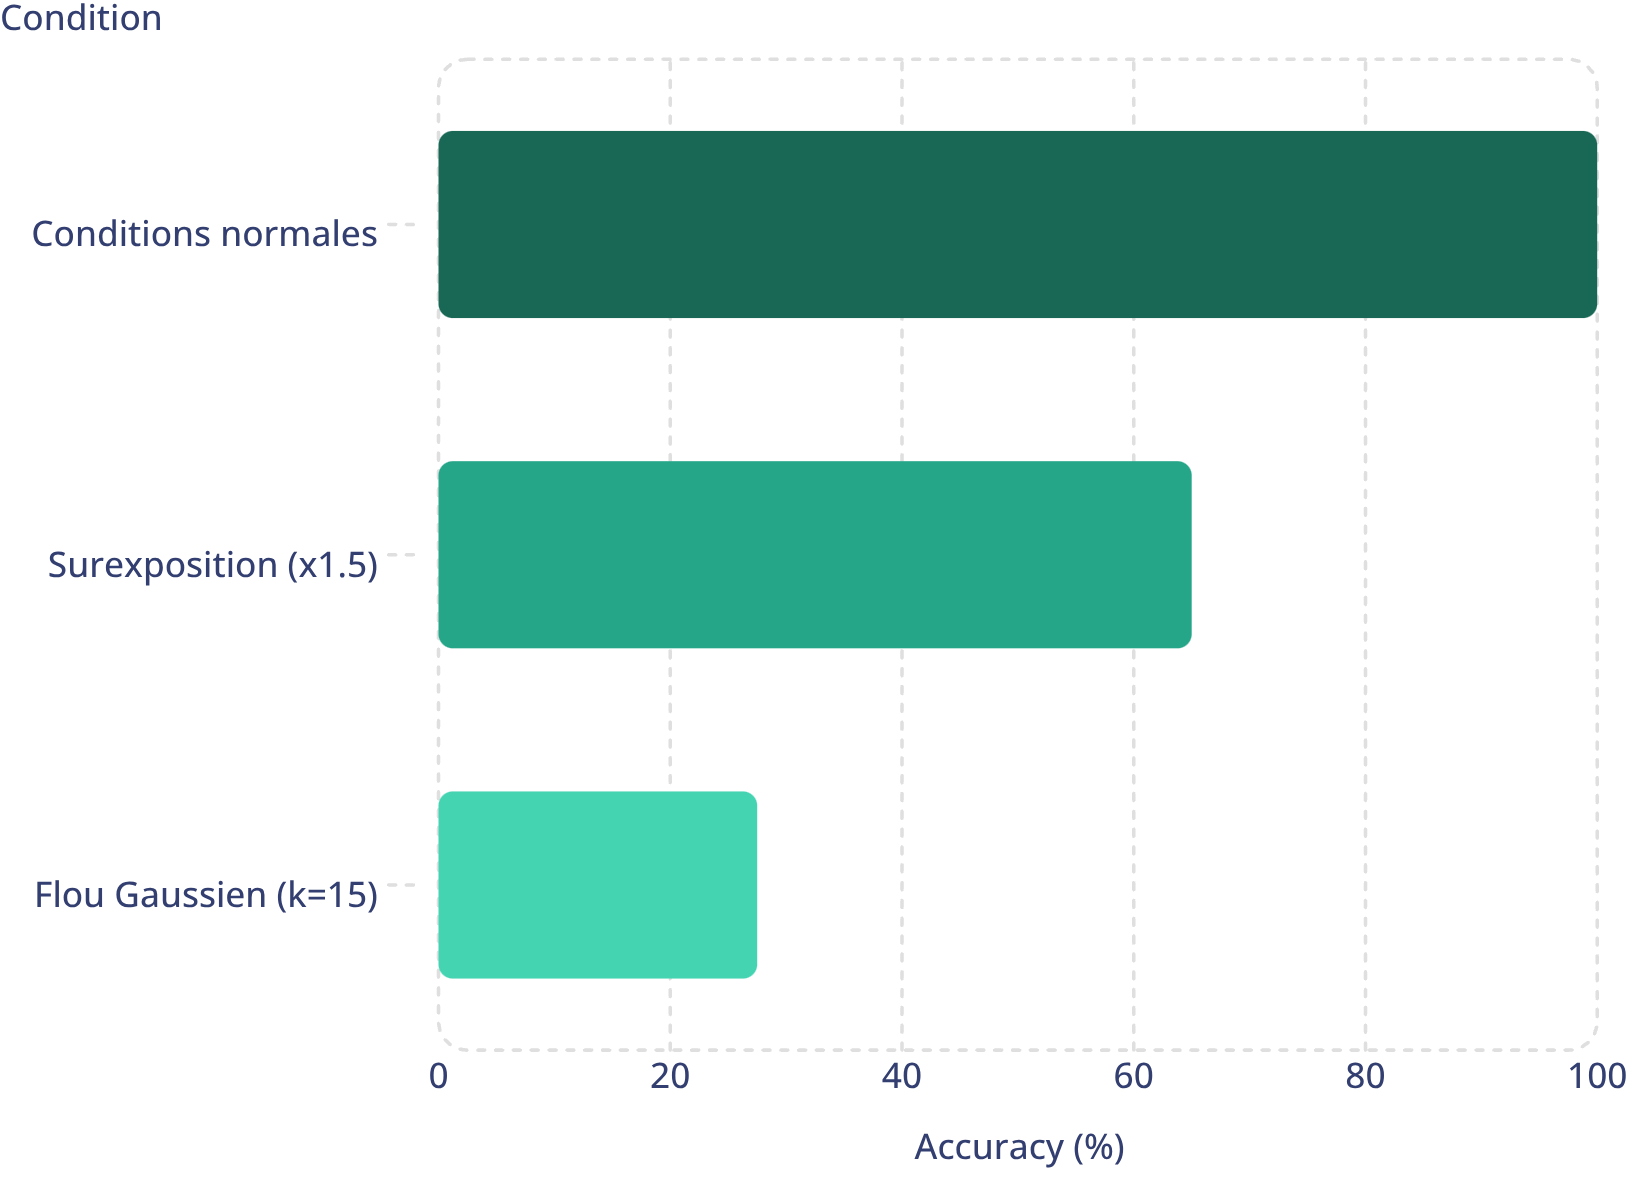 Condition
Conditions normales
Surexposition (x1.5)
Flou Gaussien (k=15)
0 20 40 60 80 100
Accuracy (%)